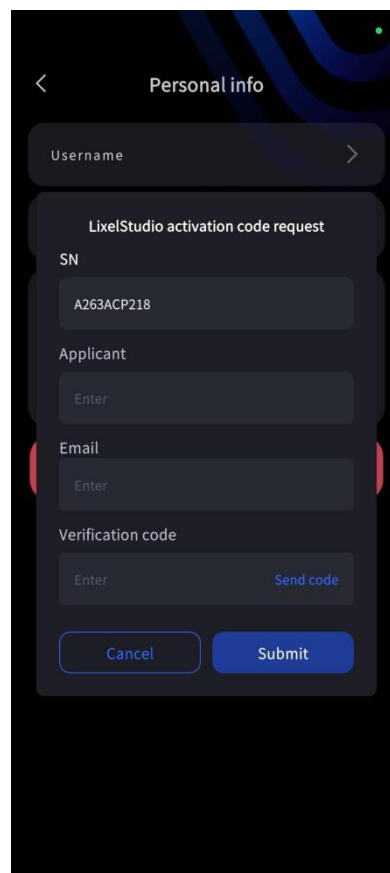 Personal info
Username
LixelStudio activation code request
SN
A263ACP218
Applicant
Enter
Email
Enter
Verification code
Enter Send code
Cancel Submit